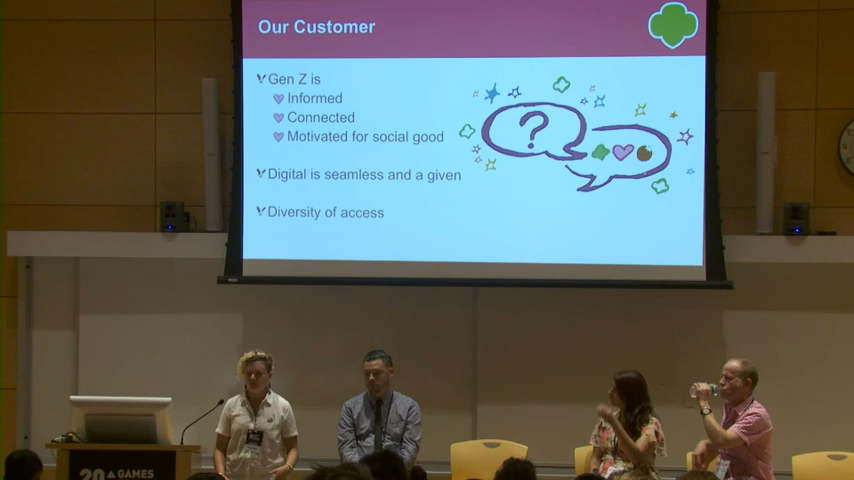 Our Customer
Gen Z is
Informed
Connected
Motivated for social good
Digital is seamless and a given
Diversity of access
?
20 GAMES